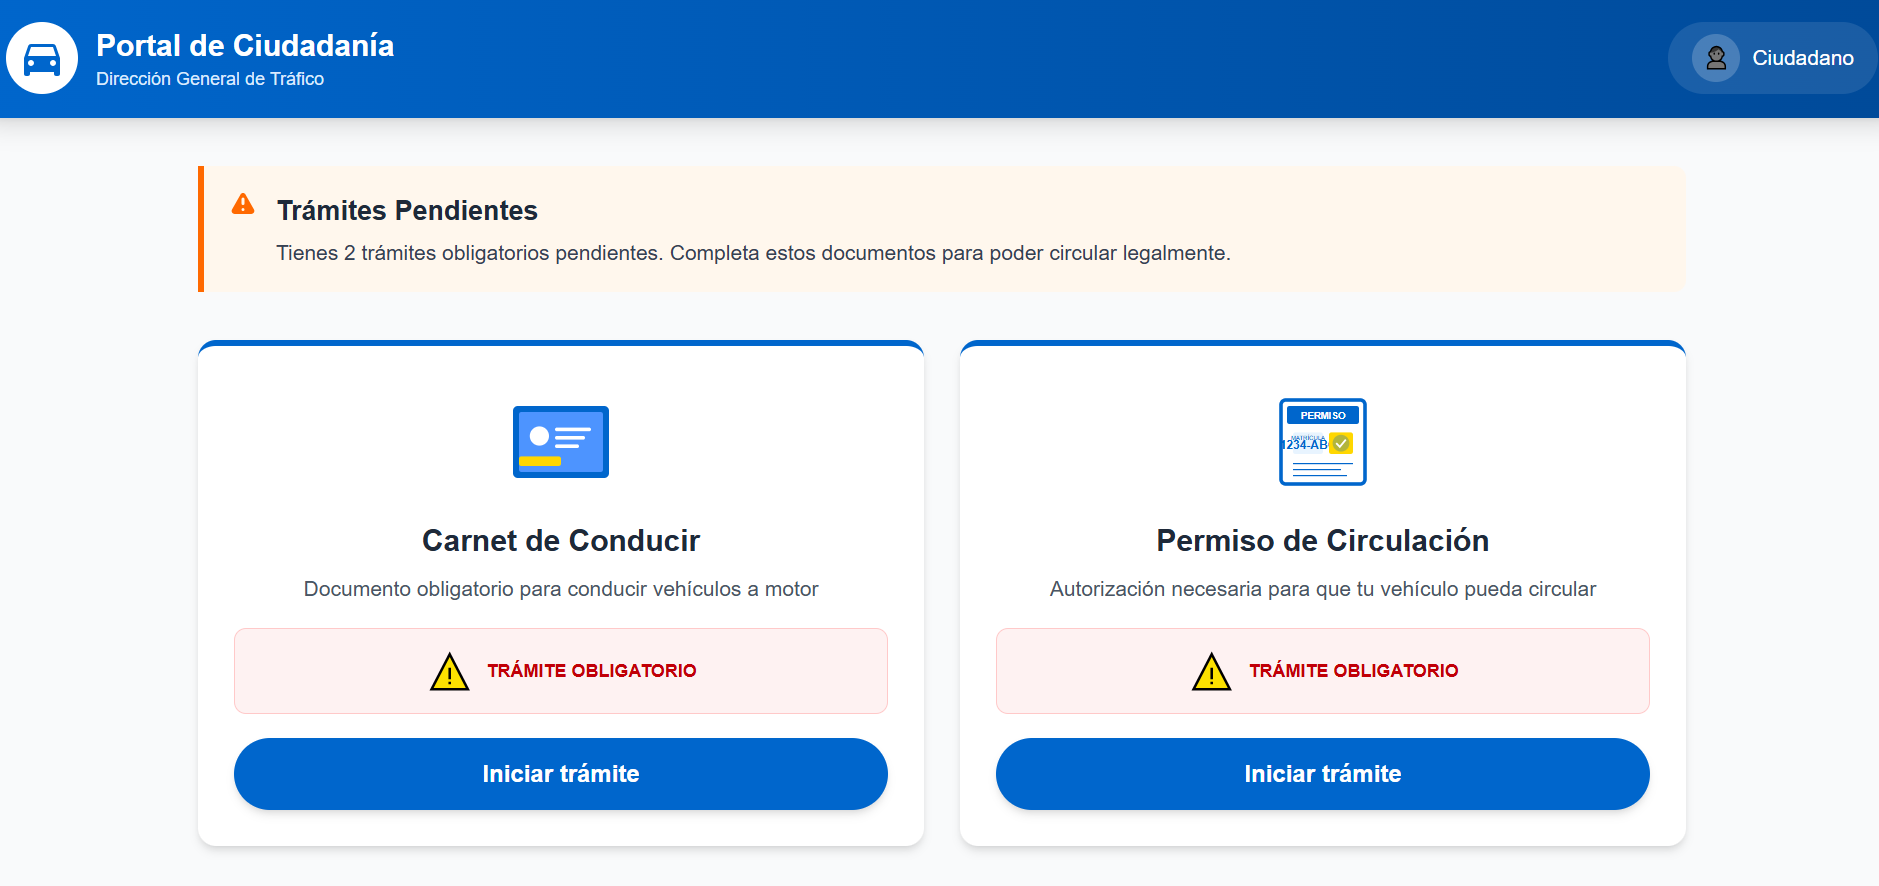 Portal de Ciudadanía
Dirección General de Tráfico
Ciudadano
Trámites Pendientes
Tienes 2 trámites obligatorios pendientes. Completa estos documentos para poder circular legalmente.
Carnet de Conducir
Documento obligatorio para conducir vehículos a motor
TRÁMITE OBLIGATORIO
Iniciar trámite
PERMISO
MATRÍCULA
1234-AB
Permiso de Circulación
Autorización necesaria para que tu vehículo pueda circular
TRÁMITE OBLIGATORIO
Iniciar trámite